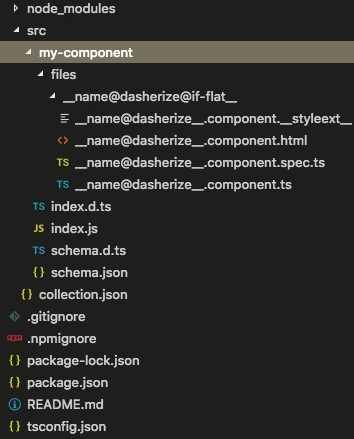 node_modules
src
my-component
files
__name@dasherize@if-flat__
__name@dasherize__.component.__styleext__
__name@dasherize__.component.html
TS __name@dasherize__.component.spec.ts
TS __name@dasherize__.component.ts
TS index.d.ts
JS index.js
TS schema.d.ts
{} schema.json
{} collection.json
.gitignore
npm .npmignore
{} package-lock.json
{} package.json
README.md
{} tsconfig.json